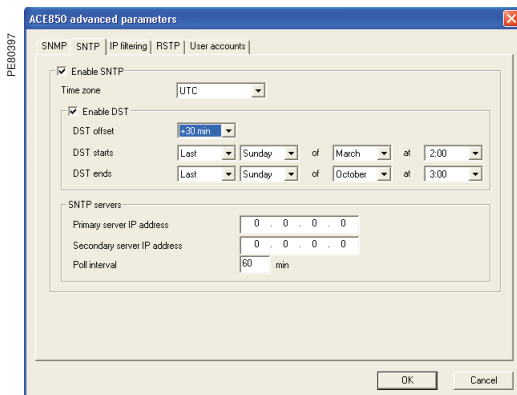 ACE850 advanced parameters
PE80397
SNMP SNTP IP filtering RSTP User accounts
Enable SNTP
Time zone UTC
Enable DST
DST offset +30 min
DST starts Last Sunday of March at 2:00
DST ends Last Sunday of October at 3:00
SNTP servers
Primary server IP address 0 . 0 . 0 . 0
Secondary server IP address 0 . 0 . 0 . 0
Poll interval 60 min
OK Cancel